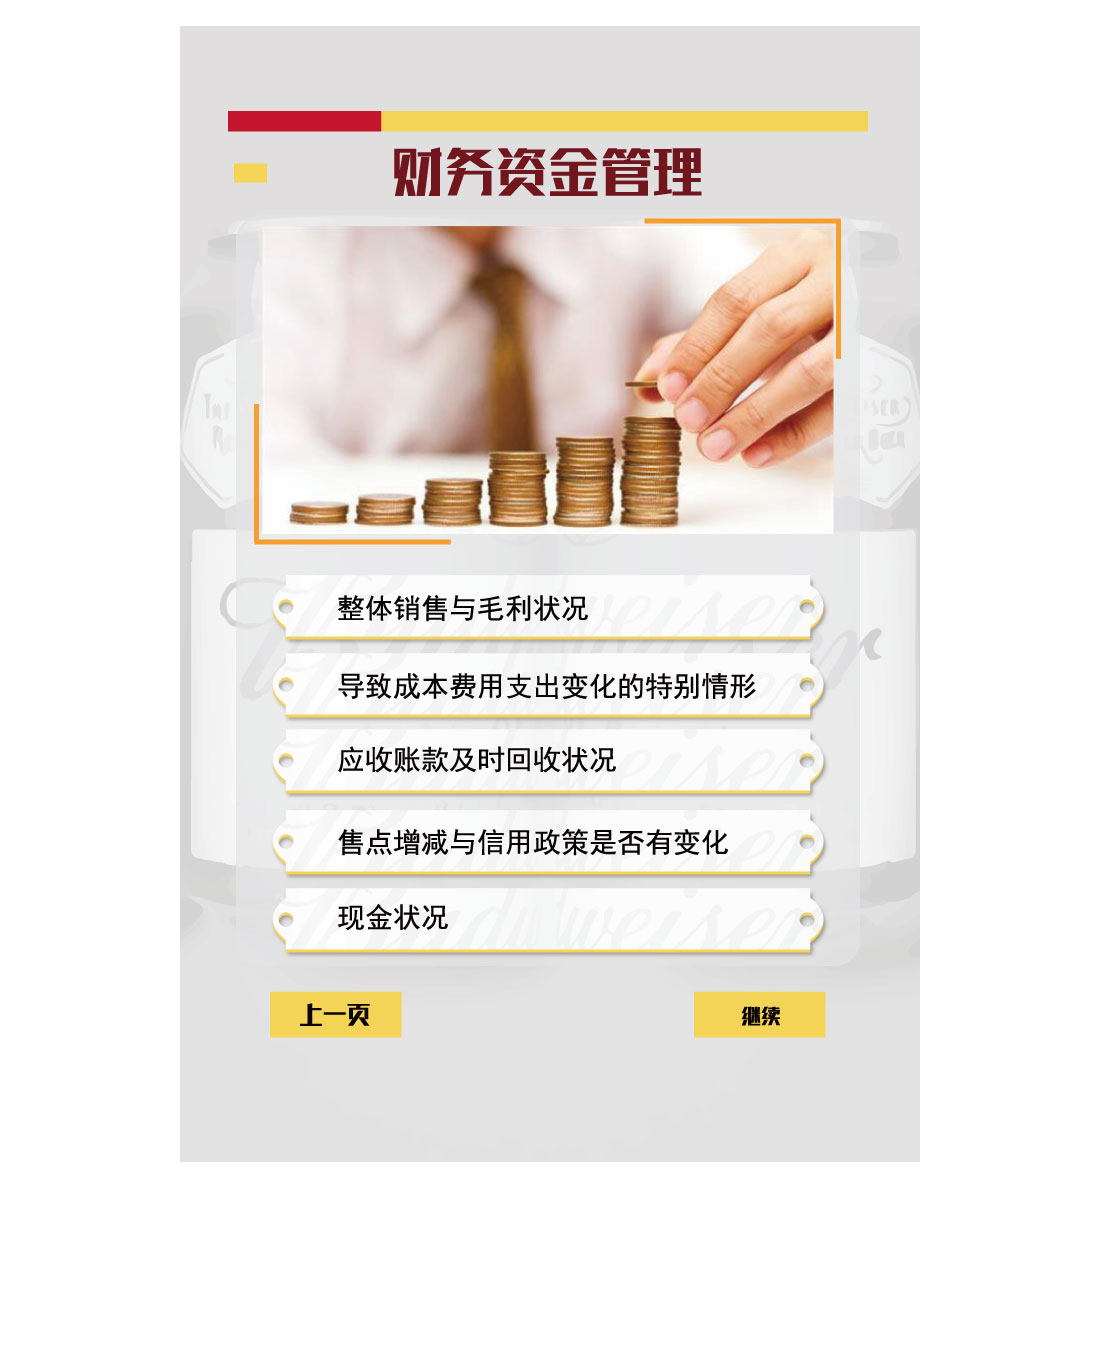 财务资金管理
整体销售与毛利状况
导致成本费用支出变化的特别情形
应收账款及时回收状况
售点增减与信用政策是否有变化
现金状况
上一页
继续
Budweiser